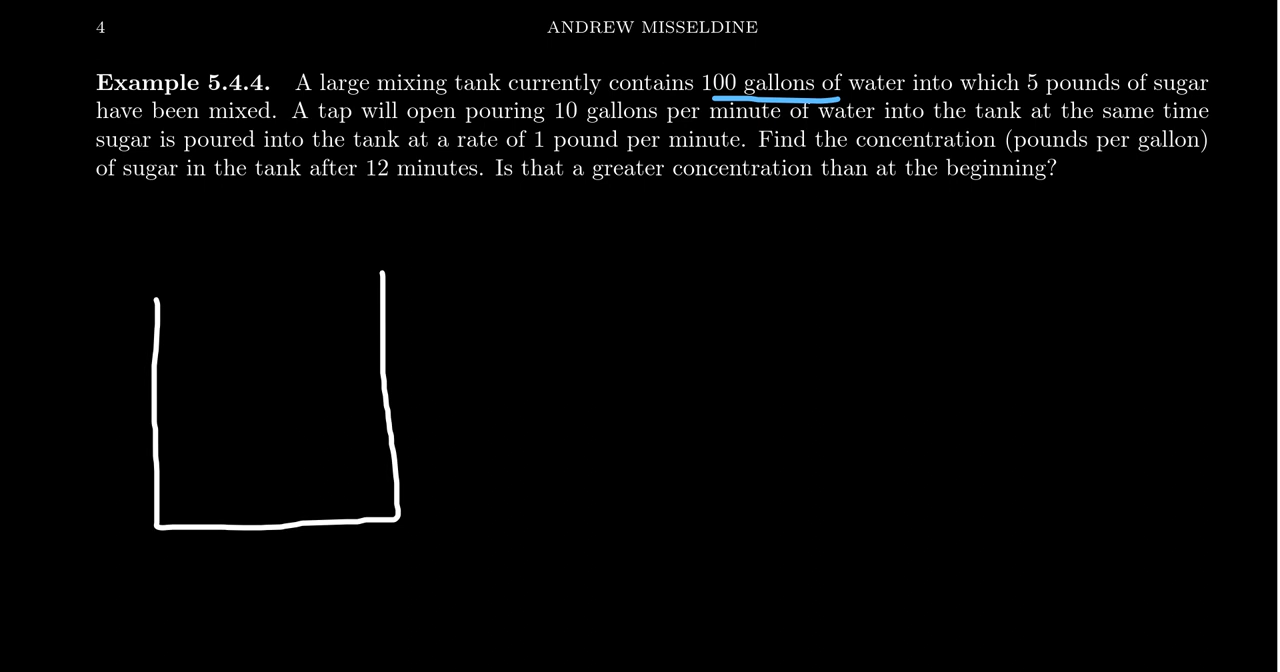 4
ANDREW MISSELDINE
Example 5.4.4. A large mixing tank currently contains 100 gallons of water into which 5 pounds of sugar
have been mixed. A tap will open pouring 10 gallons per minute of water into the tank at the same time
sugar is poured into the tank at a rate of 1 pound per minute. Find the concentration (pounds per gallon)
of sugar in the tank after 12 minutes. Is that a greater concentration than at the beginning?